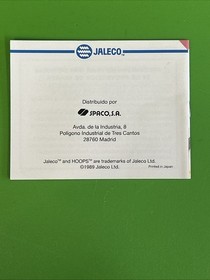 JALECO™
Distribuido por
SPACO, S.A.
Avda. de la Industria, 8
Polígono Industrial de Tres Cantos
28760 Madrid
Jaleco™ and HOOPS™ are trademarks of Jaleco Ltd.
©1989 Jaleco Ltd.
Printed in Japan